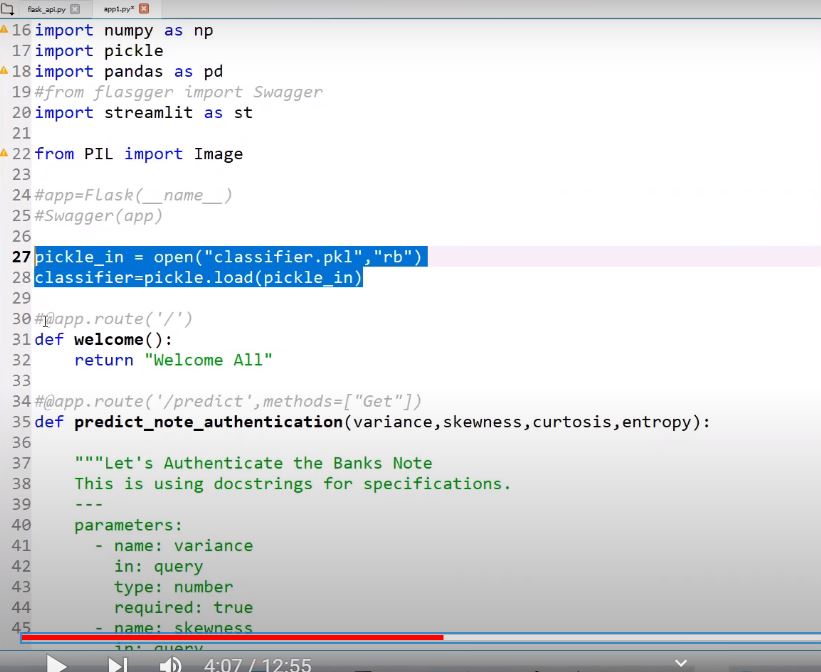 flask_api.py app1.py*
16 import numpy as np
17 import pickle
18 import pandas as pd
19 #from flasgger import Swagger
20 import streamlit as st
21
22 from PIL import Image
23
24 #app=Flask(__name__)
25 #Swagger(app)
26
27 pickle_in = open("classifier.pkl","rb")
28 classifier=pickle.load(pickle_in)
29
30 #@app.route('/')
31 def welcome():
32     return "Welcome All"
33
34 #@app.route('/predict',methods=["Get"])
35 def predict_note_authentication(variance,skewness,curtosis,entropy):
36
37     """Let's Authenticate the Banks Note
38     This is using docstrings for specifications.
39     ---
40     parameters:
41       - name: variance
42         in: query
43         type: number
44         required: true
45       - name: skewness
        in: query
4:07 / 12:55